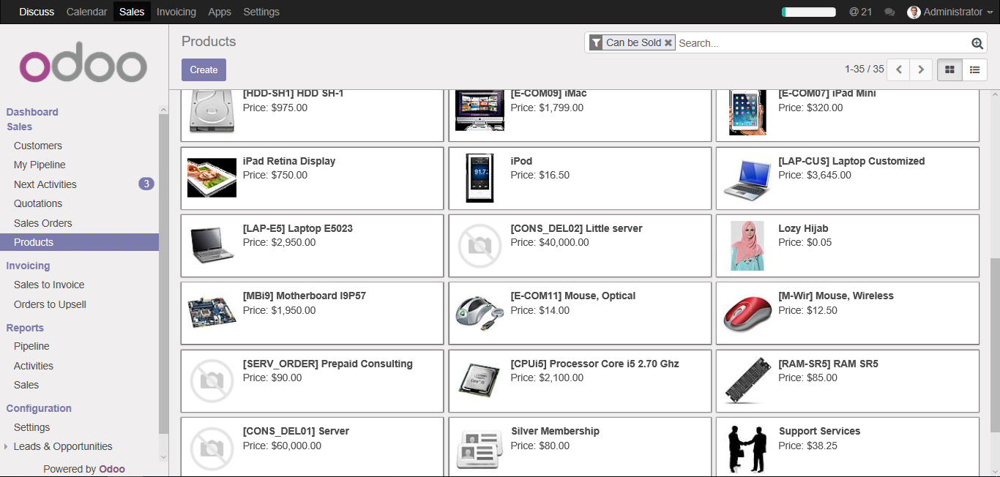 Discuss Calendar Sales Invoicing Apps Settings @ 21 Administrator
odoo
Products
Can be Sold Search...
Create
1-35 / 35
Dashboard
Sales
Customers
My Pipeline
Next Activities 3
Quotations
Sales Orders
Products
Invoicing
Sales to Invoice
Orders to Upsell
Reports
Pipeline
Activities
Sales
Configuration
Settings
Leads & Opportunities
Powered by Odoo
[HDD-SH1] HDD SH-1
Price: $975.00
[E-COM09] iMac
Price: $1,799.00
[E-COM07] iPad Mini
Price: $320.00
iPad Retina Display
Price: $750.00
91.7
iPod
Price: $16.50
[LAP-CUS] Laptop Customized
Price: $3,645.00
[LAP-E5] Laptop E5023
Price: $2,950.00
[CONS_DEL02] Little server
Price: $40,000.00
Lozy Hijab
Price: $0.05
[MBi9] Motherboard I9P57
Price: $1,950.00
[E-COM11] Mouse, Optical
Price: $14.00
[M-Wir] Mouse, Wireless
Price: $12.50
[SERV_ORDER] Prepaid Consulting
Price: $90.00
Core i5
[CPUi5] Processor Core i5 2.70 Ghz
Price: $2,100.00
[RAM-SR5] RAM SR5
Price: $85.00
[CONS_DEL01] Server
Price: $60,000.00
Silver Membership
Price: $80.00
Support Services
Price: $38.25